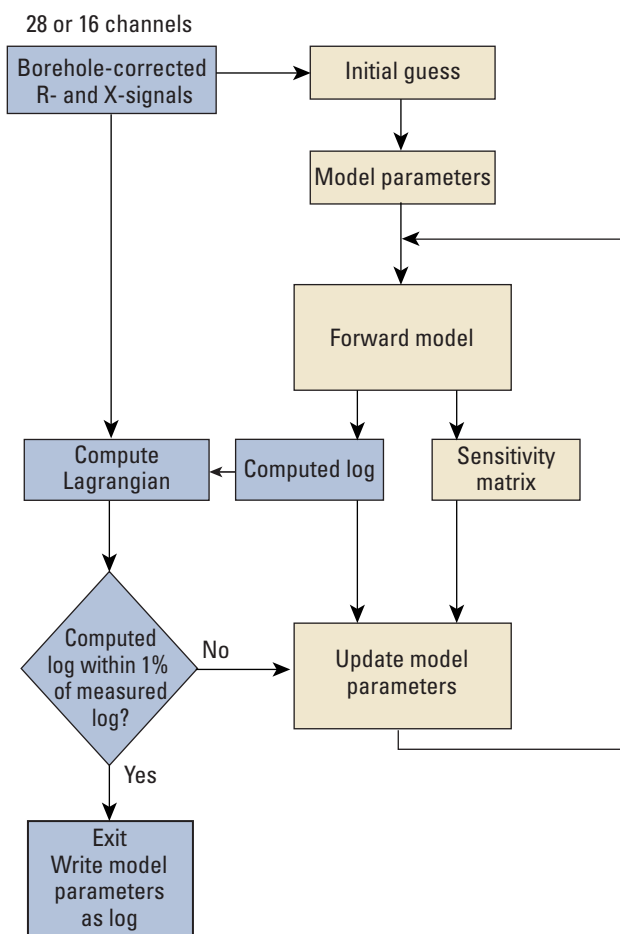 28 or 16 channels
Borehole-corrected
R- and X-signals
Initial guess
Model parameters
Forward model
Compute
Lagrangian
Computed log
Sensitivity
matrix
Computed
log within 1%
of measured
log?
No
Update model
parameters
Yes
Exit
Write model
parameters
as log